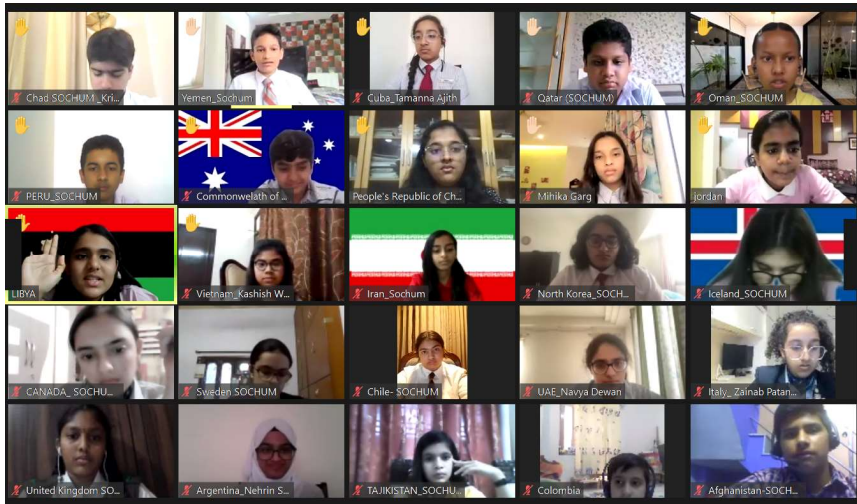 Chad SOCHUM _Kri...
Yemen_Sochum
Cuba_Tamanna Ajith
Qatar (SOCHUM)
Oman_SOCHUM
PERU_SOCHUM
Commonwelath of ...
People's Republic of Ch...
Mihika Garg
jordan
LIBYA
Vietnam_Kashish W...
Iran_Sochum
North Korea_SOCH...
Iceland_SOCHUM
CANADA_ SOCHU...
Sweden SOCHUM
Chile- SOCHUM
UAE_Navya Dewan
Italy_ Zainab Patan...
United Kingdom SO...
Argentina_Nehrin S...
TAJIKISTAN_SOCHU...
Colombia
Afghanistan-SOCH...